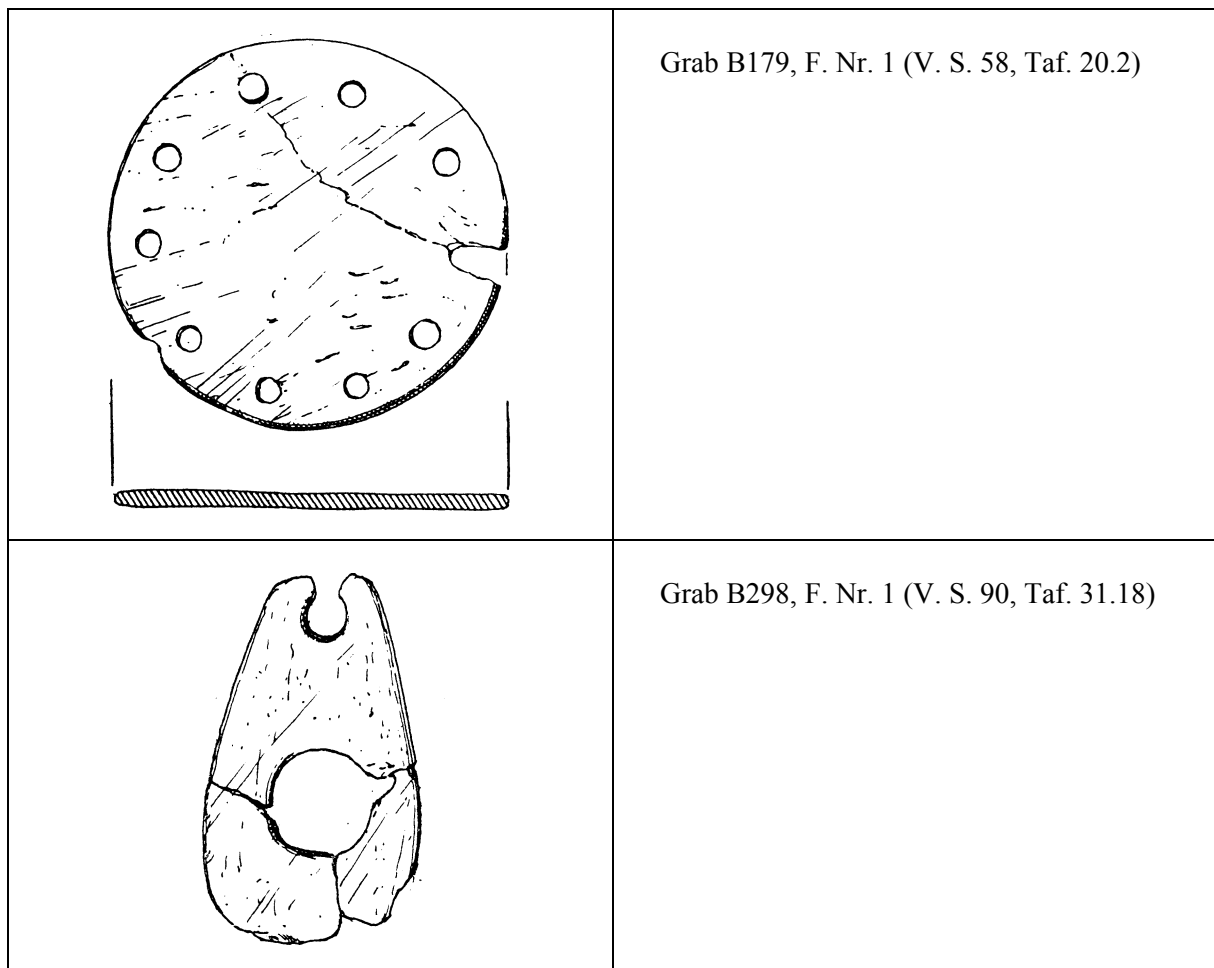 Grab B179, F. Nr. 1 (V. S. 58, Taf. 20.2)
Grab B298, F. Nr. 1 (V. S. 90, Taf. 31.18)